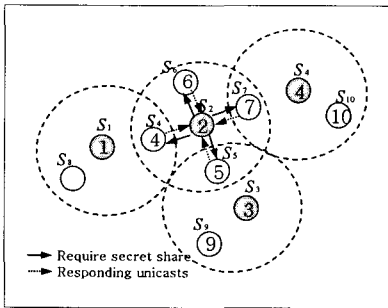 S₆
6
S₇
7
S₄
4
S₂
2
S₁₀
10
S₄
4
S₁
1
S₅
5
S₈
S₃
3
S₉
9
Require secret share
Responding unicasts